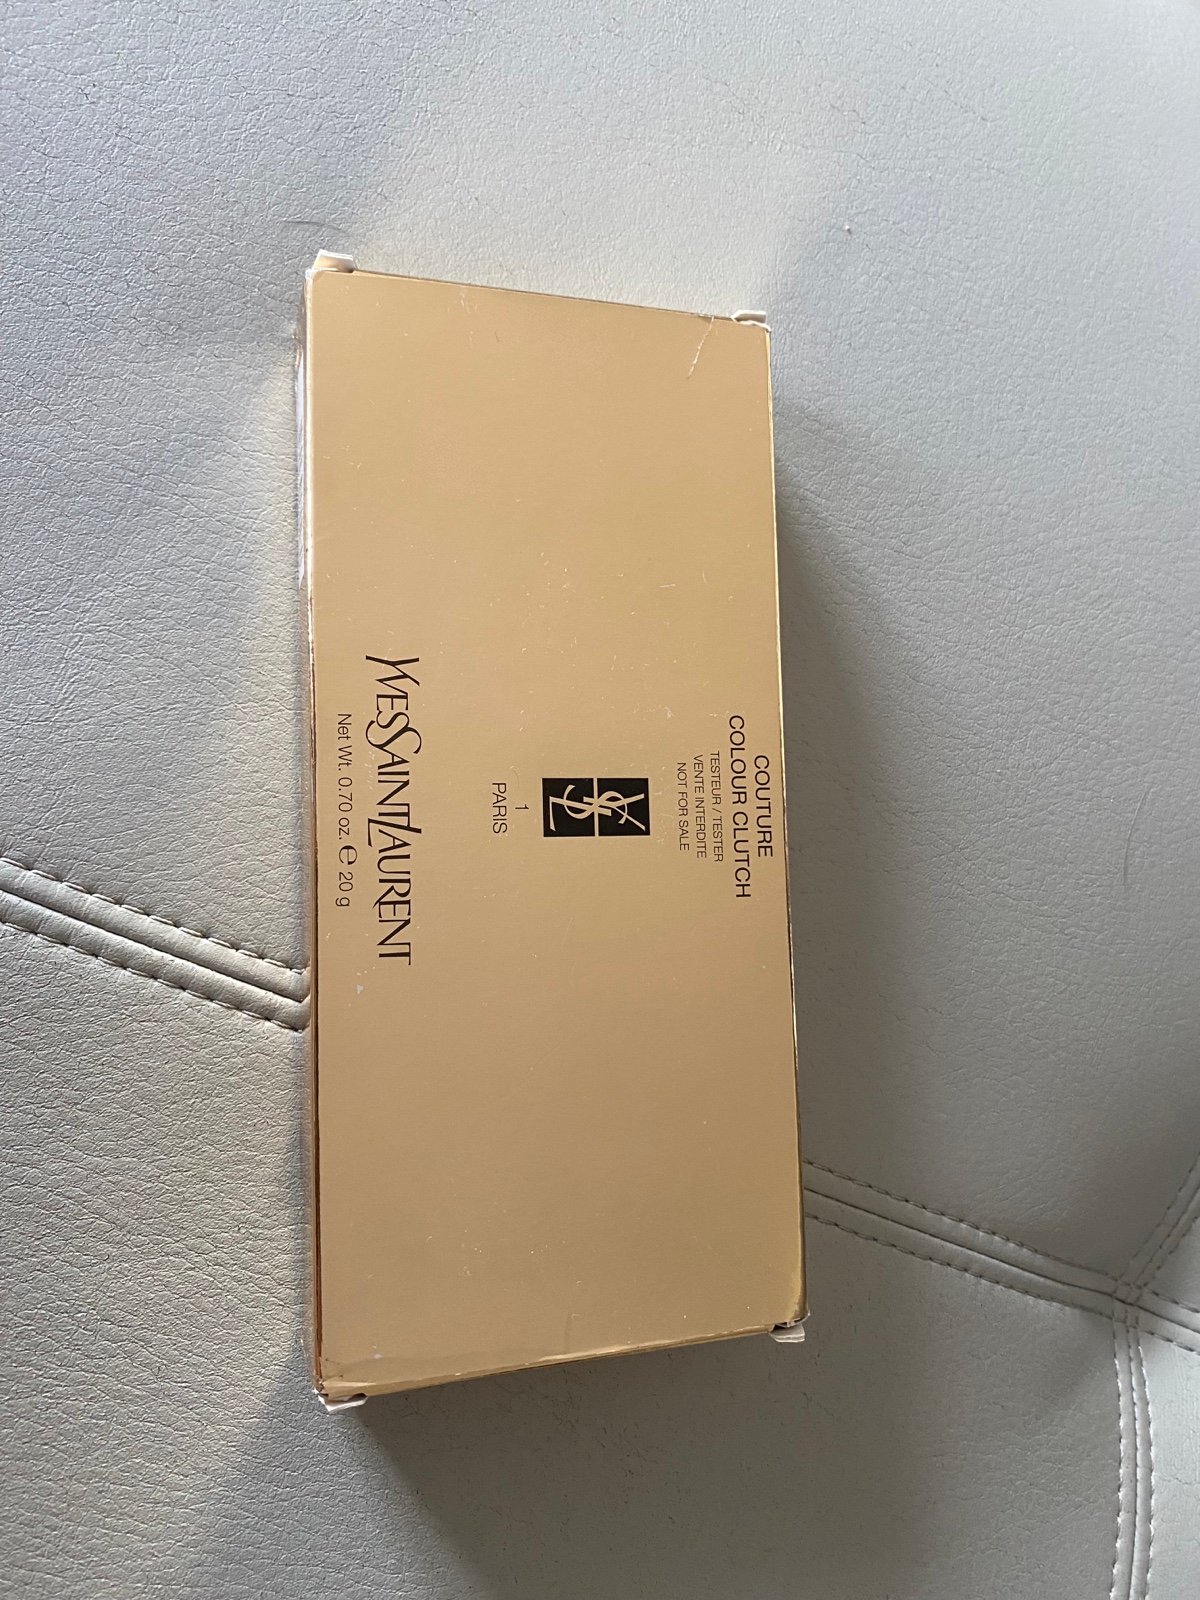 COUTURE
COLOUR CLUTCH
TESTEUR / TESTER
VENTE INTERDITE
NOT FOR SALE
YSL
1
PARIS
YVESSAINTLAURENT
Net Wt. 0.70 oz. ℮ 20 g